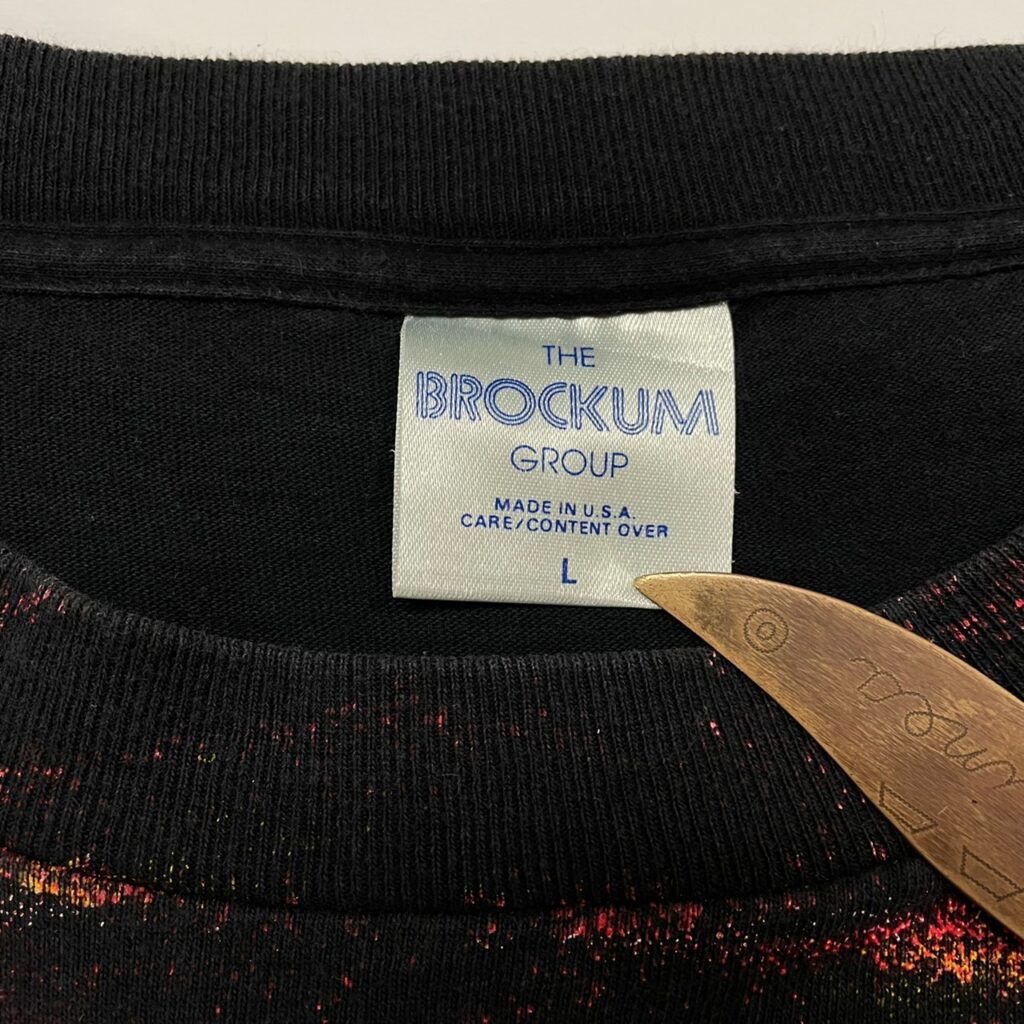 THE
BROCKUM
GROUP
MADE IN U.S.A.
CARE/CONTENT OVER
L